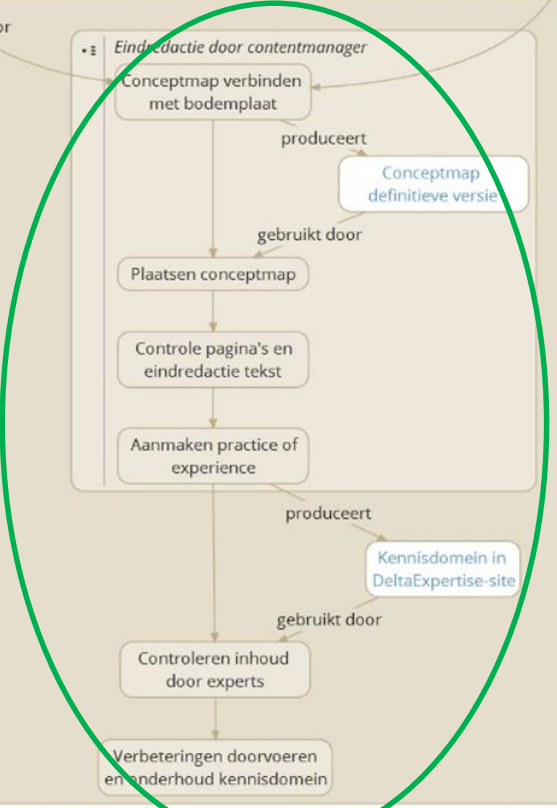 or
Eindredactie door contentmanager
Conceptmap verbinden
met bodemplaat
produceert
Conceptmap
definitieve versie
gebruikt door
Plaatsen conceptmap
Controle pagina's en
eindredactie tekst
Aanmaken practice of
experience
produceert
Kennisdomein in
DeltaExpertise-site
gebruikt door
Controleren inhoud
door experts
Verbeteringen doorvoeren
en onderhoud kennisdomein